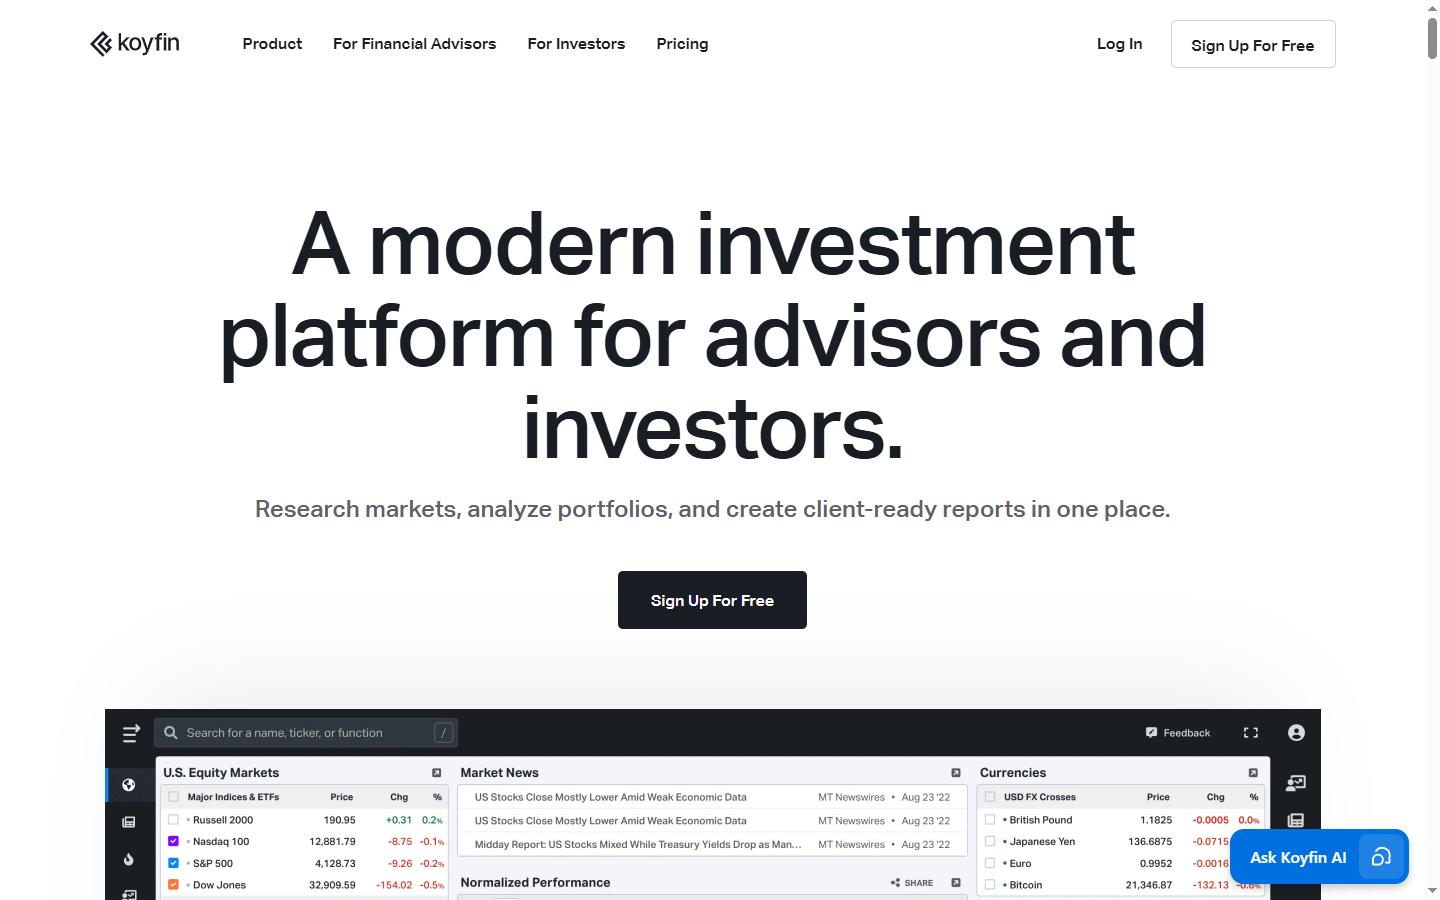 koyfin Product For Financial Advisors For Investors Pricing Log In Sign Up For Free
A modern investment
platform for advisors and
investors.
Research markets, analyze portfolios, and create client-ready reports in one place.
Sign Up For Free
Search for a name, ticker, or function / Feedback
U.S. Equity Markets
Major Indices & ETFs Price Chg %
Russell 2000 190.95 +0.31 0.2%
Nasdaq 100 12,881.79 -8.75 -0.1%
S&P 500 4,128.73 -9.26 -0.2%
Dow Jones 32,909.59 -154.02 -0.5%
Market News
US Stocks Close Mostly Lower Amid Weak Economic Data MT Newswires • Aug 23 '22
US Stocks Close Mostly Lower Amid Weak Economic Data MT Newswires • Aug 23 '22
Midday Report: US Stocks Mixed While Treasury Yields Drop as Man... MT Newswires • Aug 23 '22
Normalized Performance SHARE
Currencies
USD FX Crosses Price Chg %
British Pound 1.1825 -0.0005 0.0%
Japanese Yen 136.6875 -0.0715
Euro 0.9952 -0.0016
Bitcoin 21,346.87 -132.13 -0.6%
Ask Koyfin AI